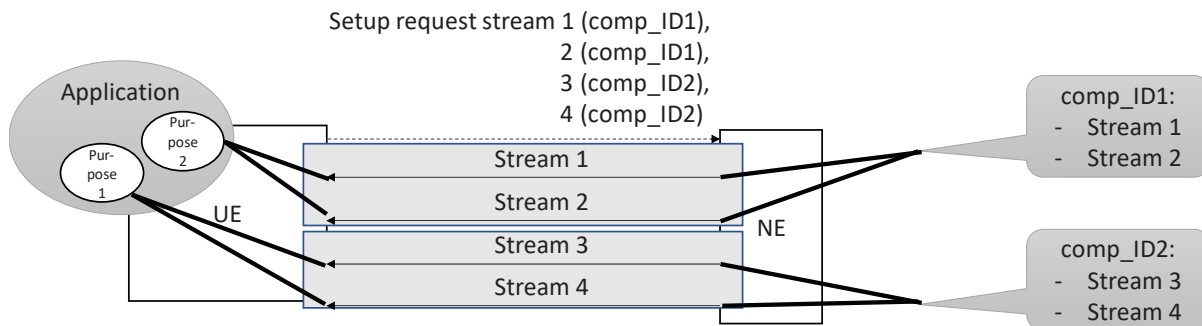 Setup request stream 1 (comp_ID1),
2 (comp_ID1),
3 (comp_ID2),
4 (comp_ID2)
Application
Pur-
pose
2
Pur-
pose
1
UE
Stream 1
Stream 2
Stream 3
Stream 4
NE
comp_ID1:
- Stream 1
- Stream 2
comp_ID2:
- Stream 3
- Stream 4